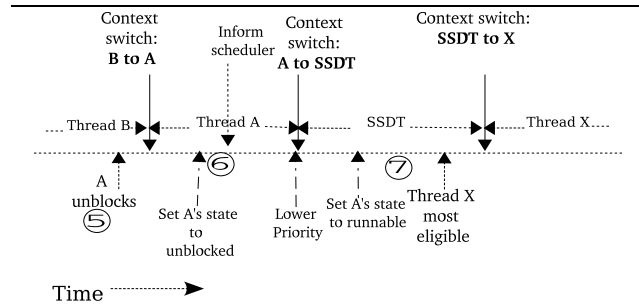 Context
switch:
B to A
Inform
scheduler
Context
switch:
A to SSDT
Context switch:
SSDT to X
Thread B
Thread A
SSDT
Thread X
A
unblocks
5
Set A's state
to
unblocked
6
Lower
Priority
Set A's state
to runnable
7
Thread X
most
eligible
Time